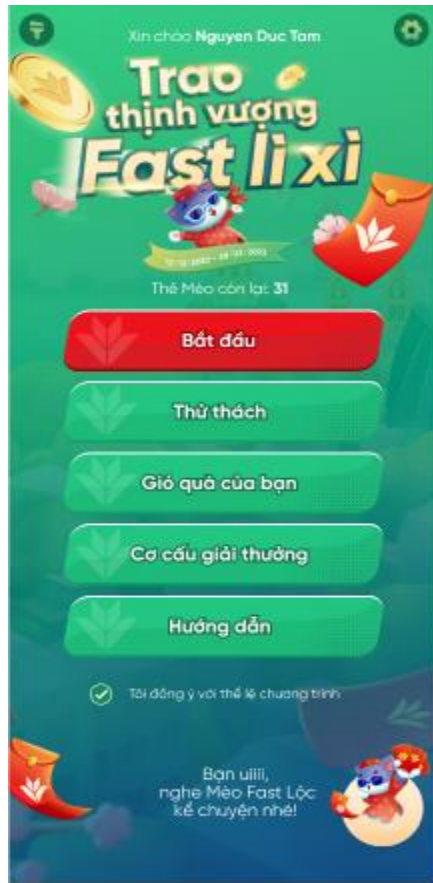 Xin chào Nguyen Duc Tam
Trao
thịnh vượng
Fast lì xì
Thẻ Mèo còn lại: 31
Bắt đầu
Thử thách
Giỏ quà của bạn
Cơ cấu giải thưởng
Hướng dẫn
Tôi đồng ý với thể lệ chương trình
Bạn uiiii,
nghe Mèo Fast Lộc
kể chuyện nhé!